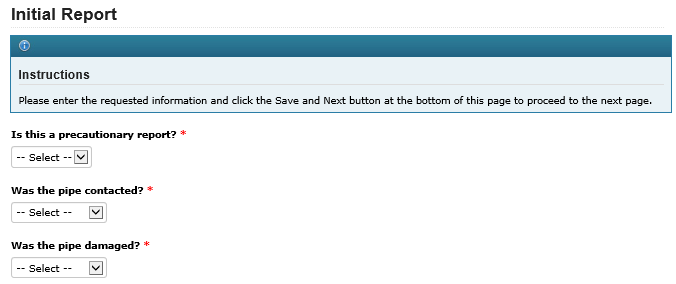 Initial Report
Instructions
Please enter the requested information and click the Save and Next button at the bottom of this page to proceed to the next page.
Is this a precautionary report? *
-- Select --
Was the pipe contacted? *
-- Select --
Was the pipe damaged? *
-- Select --